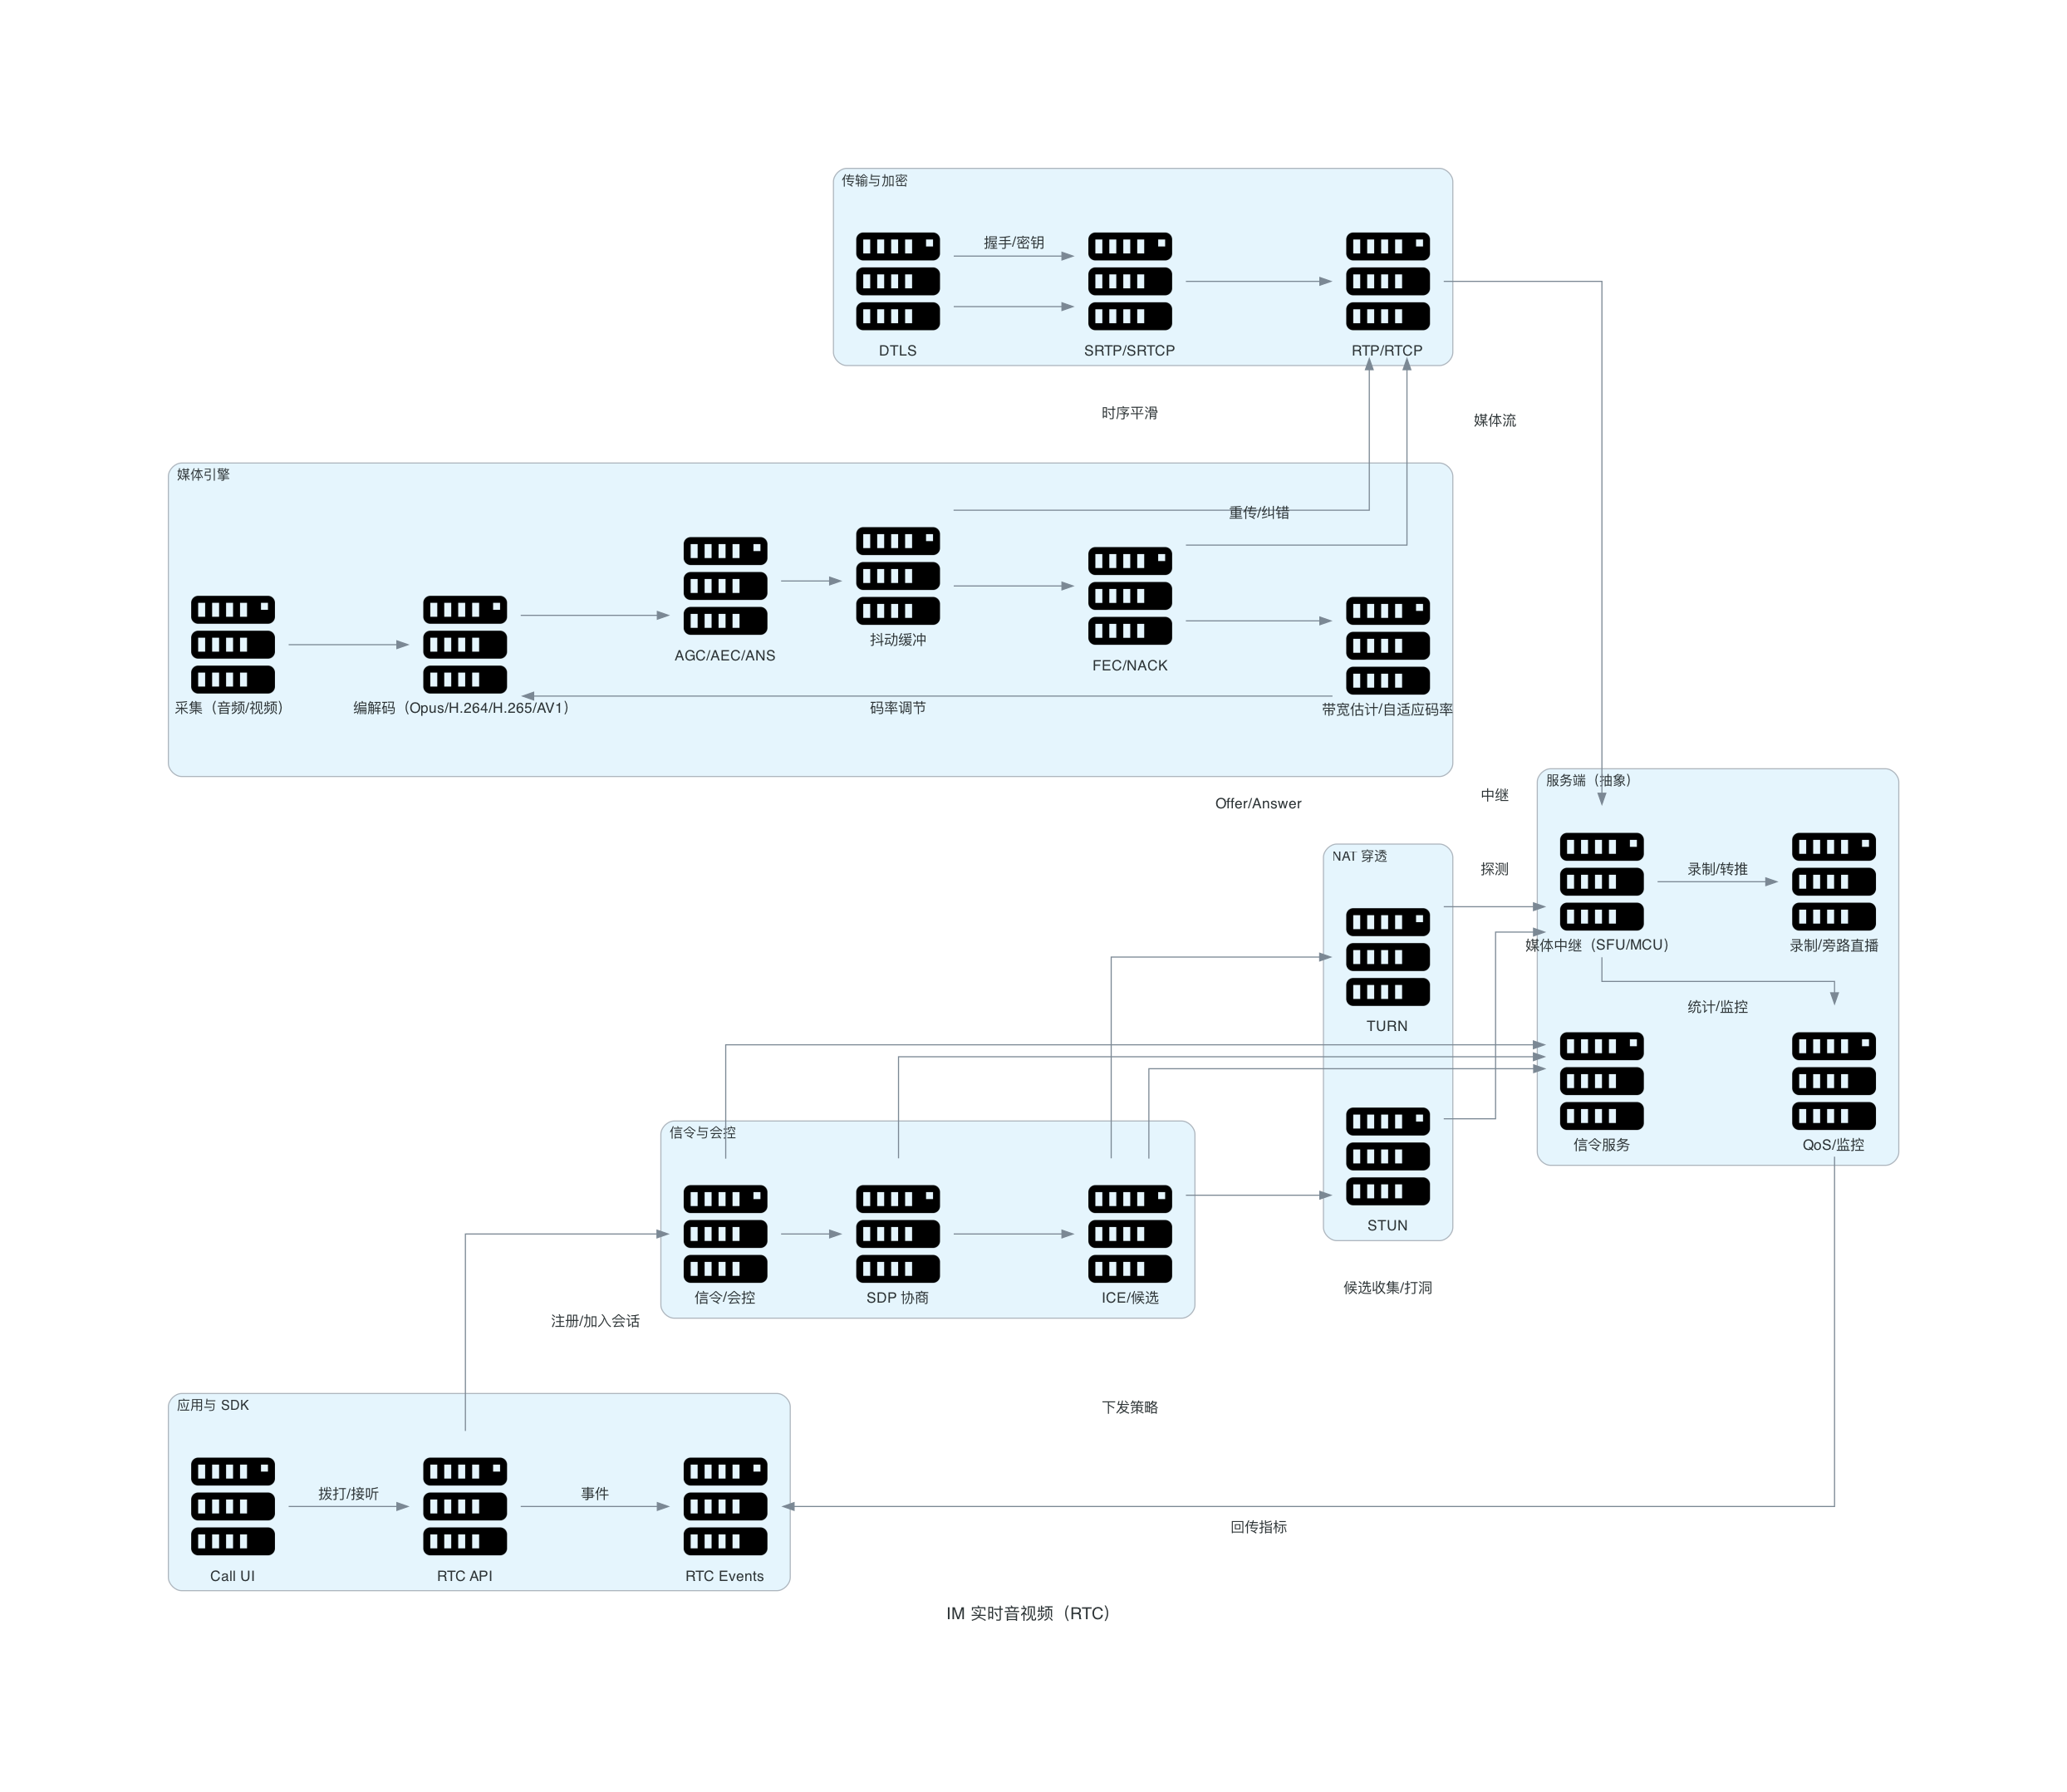 传输与加密
握手/密钥
DTLS
SRTP/SRTCP
RTP/RTCP
时序平滑
媒体流
媒体引擎
重传/纠错
采集（音频/视频）
编解码（Opus/H.264/H.265/AV1）
AGC/AEC/ANS
抖动缓冲
FEC/NACK
码率调节
带宽估计/自适应码率
Offer/Answer
中继
服务端（抽象）
NAT 穿透
探测
录制/转推
媒体中继（SFU/MCU）
录制/旁路直播
TURN
统计/监控
信令与会控
信令服务
QoS/监控
STUN
信令/会控
SDP 协商
ICE/候选
候选收集/打洞
注册/加入会话
应用与 SDK
下发策略
拨打/接听
事件
回传指标
Call UI
RTC API
RTC Events
IM 实时音视频（RTC）